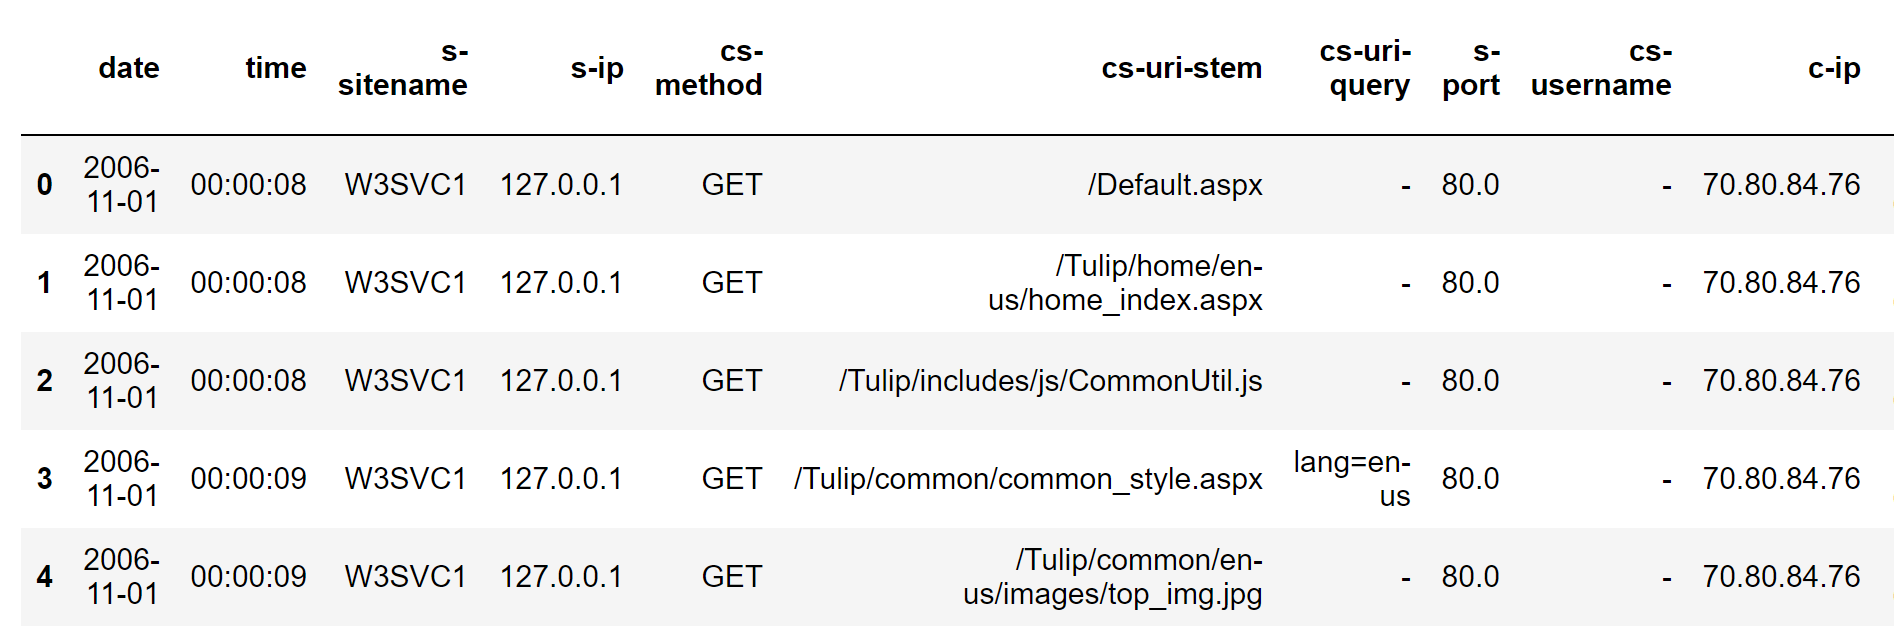 date time s-sitename s-ip cs-method cs-uri-stem cs-uri-query s-port cs-username c-ip
0 2006-11-01 00:00:08 W3SVC1 127.0.0.1 GET /Default.aspx - 80.0 - 70.80.84.76
1 2006-11-01 00:00:08 W3SVC1 127.0.0.1 GET /Tulip/home/en-us/home_index.aspx - 80.0 - 70.80.84.76
2 2006-11-01 00:00:08 W3SVC1 127.0.0.1 GET /Tulip/includes/js/CommonUtil.js - 80.0 - 70.80.84.76
3 2006-11-01 00:00:09 W3SVC1 127.0.0.1 GET /Tulip/common/common_style.aspx lang=en-us 80.0 - 70.80.84.76
4 2006-11-01 00:00:09 W3SVC1 127.0.0.1 GET /Tulip/common/en-us/images/top_img.jpg - 80.0 - 70.80.84.76